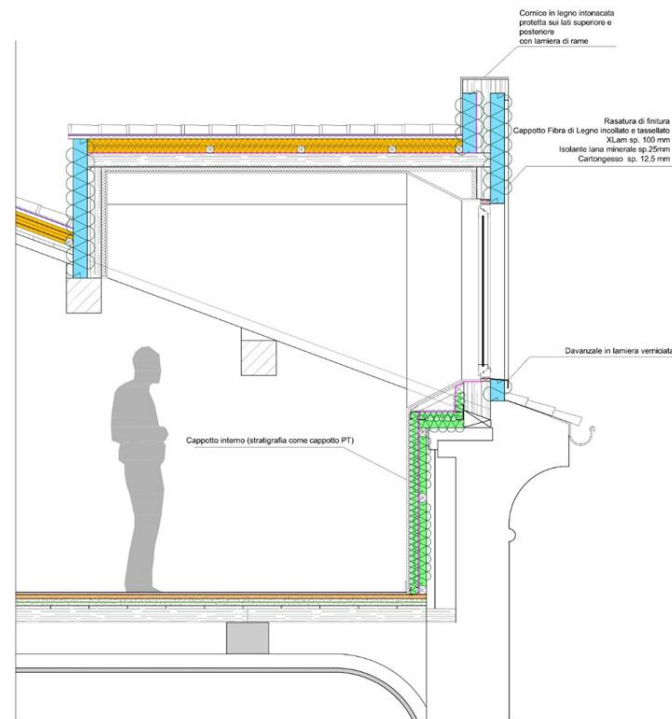 Cornice in legno intonacata
protetta sui lati superiore e
posteriore
con lamiera di rame
Rasatura di finitura
Cappotto Fibra di Legno incollato e tassellato
XLam sp. 100 mm
Isolante lana minerale sp.25mm
Cartongesso sp. 12,5 mm
Davanzale in lamiera verniciata
Cappotto interno (stratigrafia come cappotto PT)